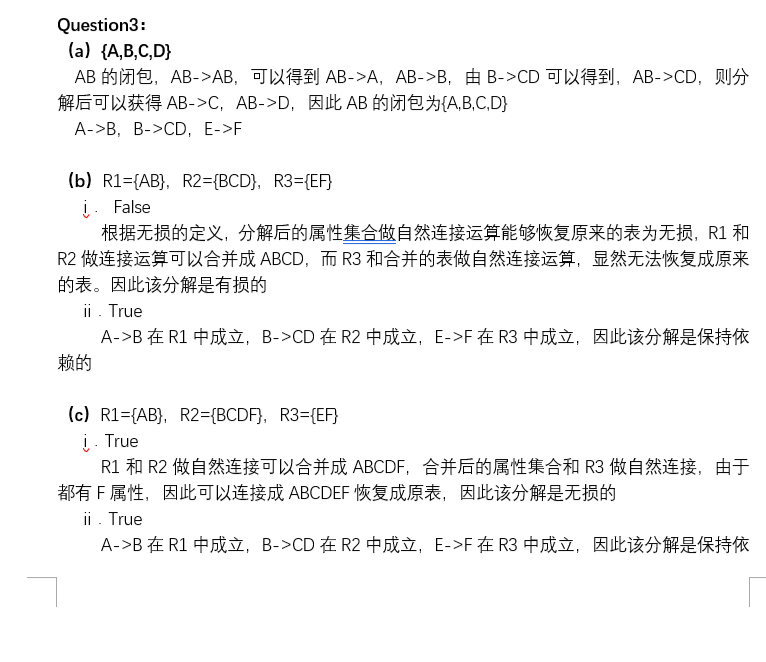 Question3：
(a) {A,B,C,D}
AB 的闭包，AB->AB，可以得到 AB->A，AB->B，由 B->CD 可以得到，AB->CD，则分
解后可以获得 AB->C，AB->D，因此 AB 的闭包为{A,B,C,D}
A->B，B->CD，E->F
(b) R1={AB}，R2={BCD}，R3={EF}
i． False
根据无损的定义，分解后的属性集合做自然连接运算能够恢复原来的表为无损，R1 和
R2 做连接运算可以合并成 ABCD，而 R3 和合并的表做自然连接运算，显然无法恢复成原来
的表。因此该分解是有损的
ii．True
A->B 在 R1 中成立，B->CD 在 R2 中成立，E->F 在 R3 中成立，因此该分解是保持依
赖的
(c) R1={AB}，R2={BCDF}，R3={EF}
i．True
R1 和 R2 做自然连接可以合并成 ABCDF，合并后的属性集合和 R3 做自然连接，由于
都有 F 属性，因此可以连接成 ABCDEF 恢复成原表，因此该分解是无损的
ii．True
A->B 在 R1 中成立，B->CD 在 R2 中成立，E->F 在 R3 中成立，因此该分解是保持依